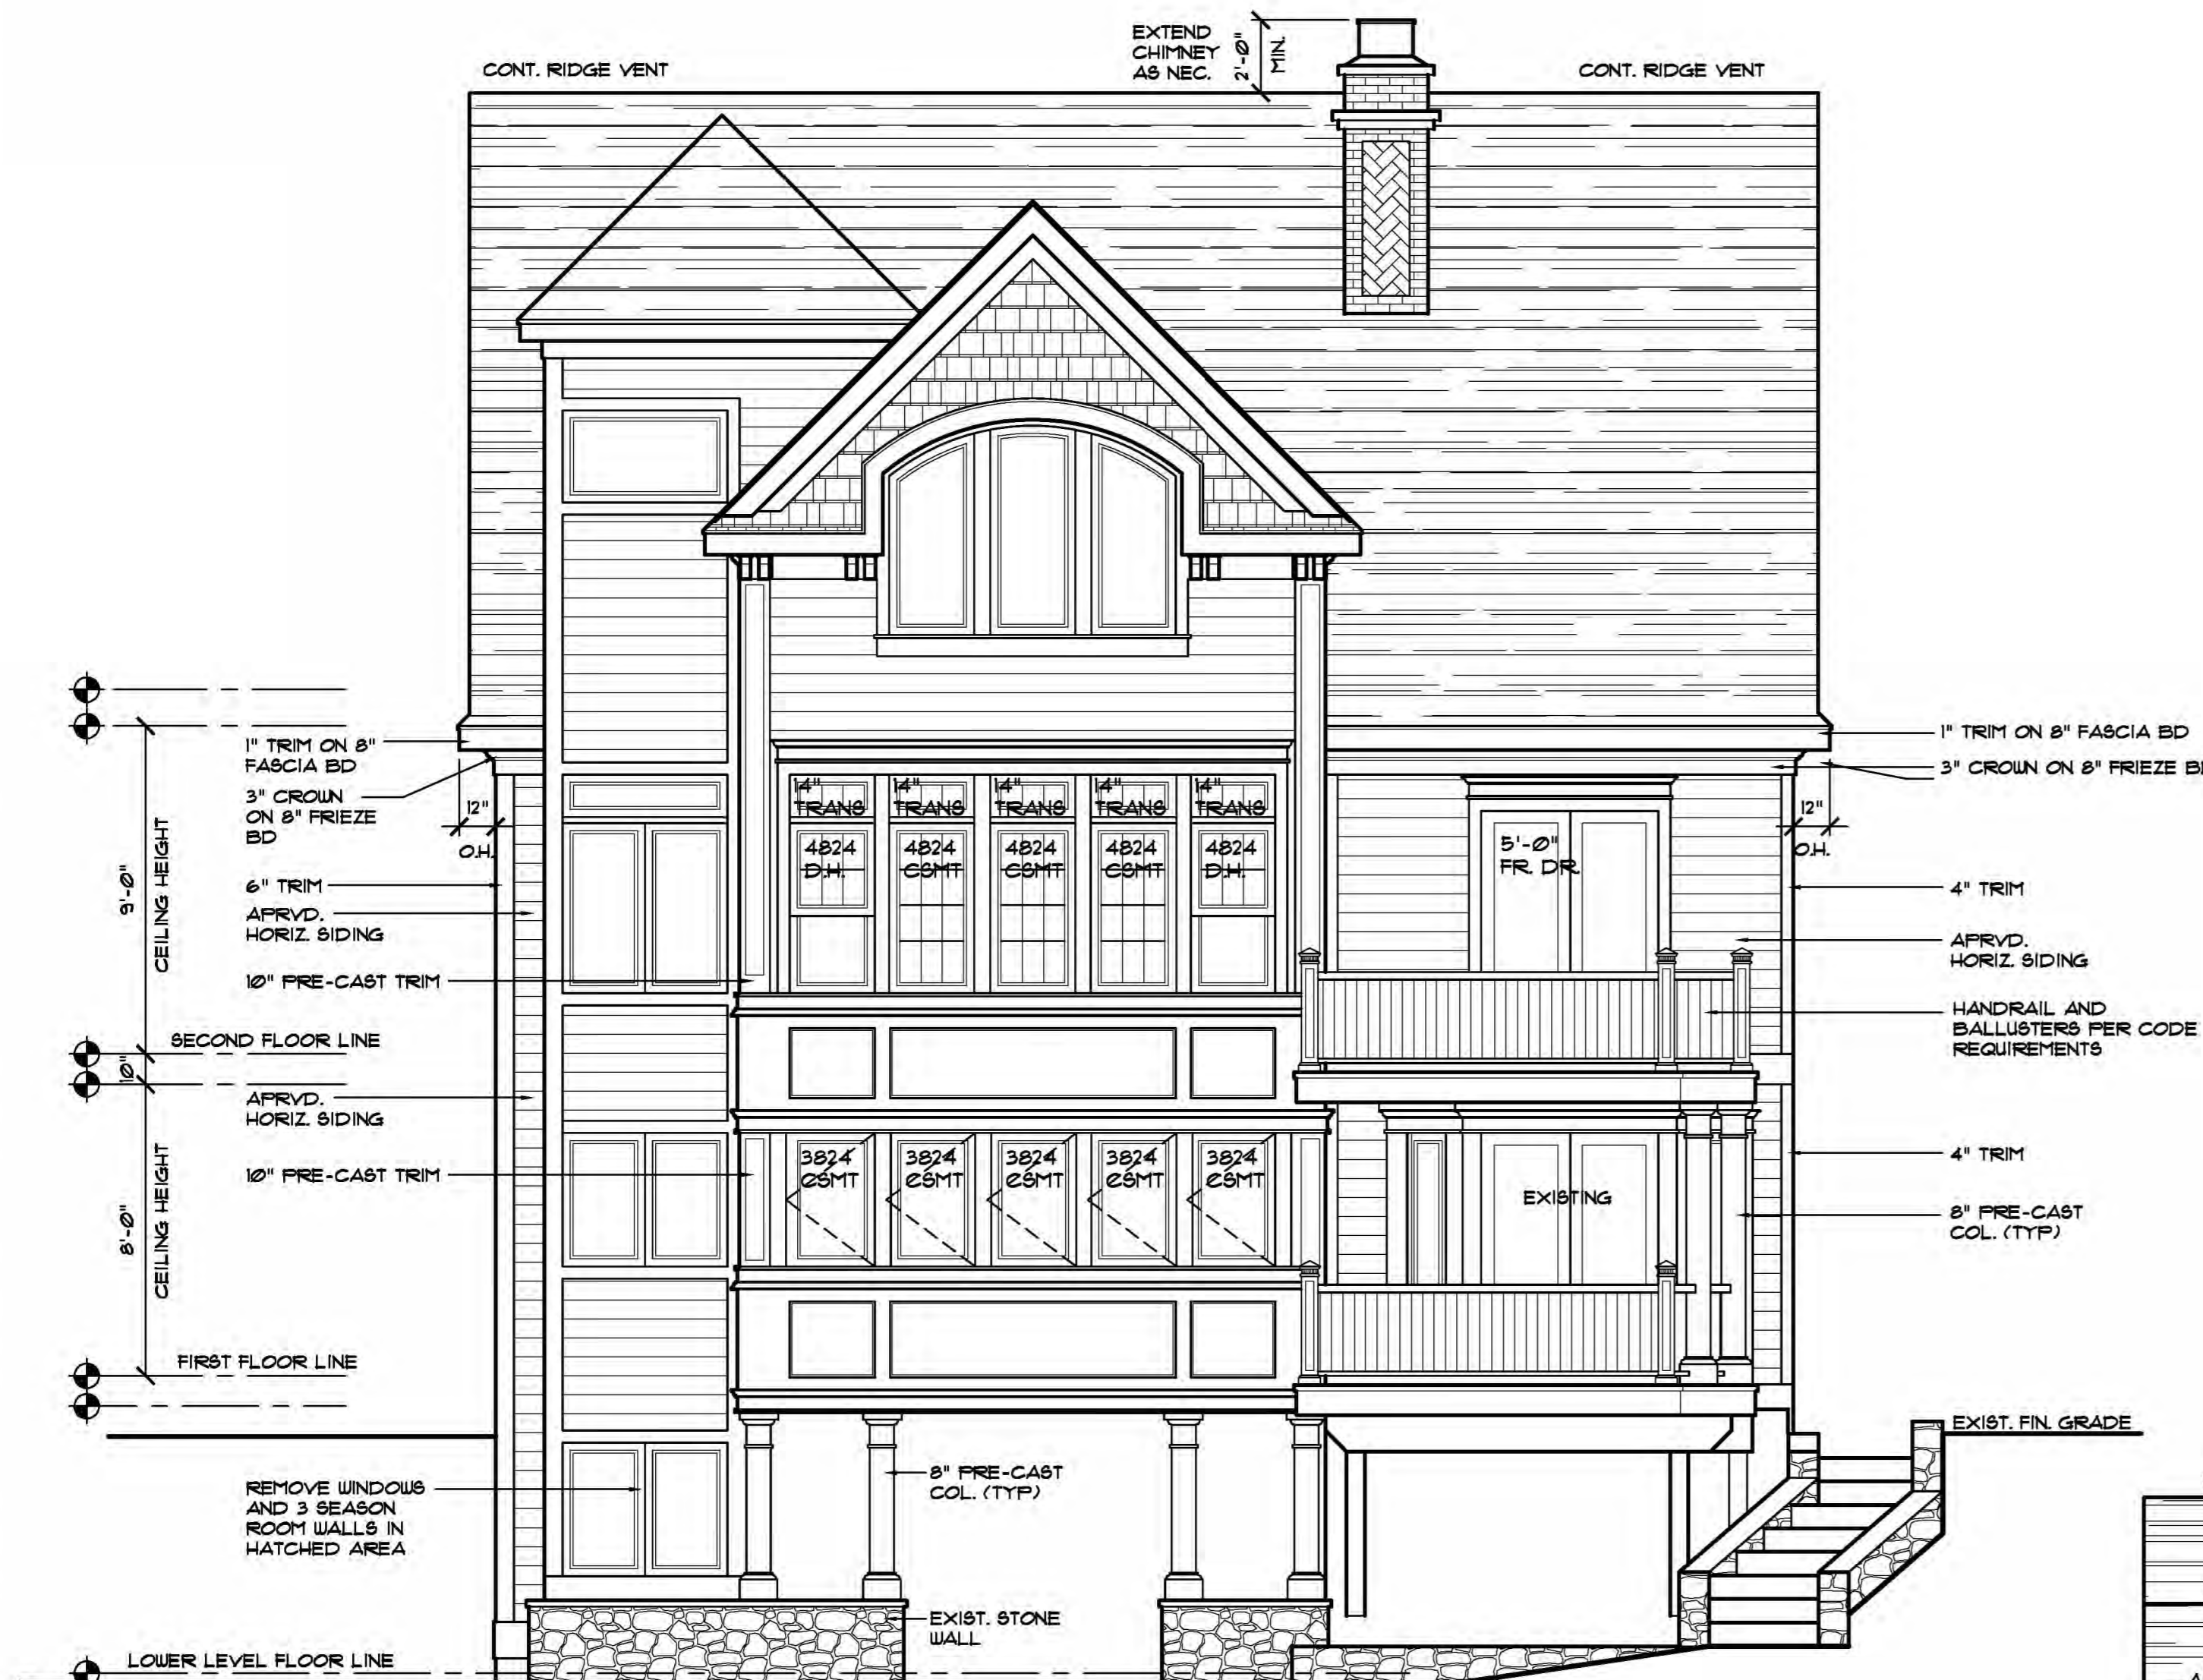 EXTEND
CHIMNEY
AS NEC.
2'-0"
MIN.
CONT. RIDGE VENT
CONT. RIDGE VENT
1" TRIM ON 8"
FASCIA BD
3" CROWN
ON 8" FRIEZE
BD
12"
O.H.
9'-0"
CEILING HEIGHT
6" TRIM
APRVD.
HORIZ. SIDING
10" PRE-CAST TRIM
SECOND FLOOR LINE
10"
APRVD.
HORIZ. SIDING
10" PRE-CAST TRIM
8'-0"
CEILING HEIGHT
FIRST FLOOR LINE
REMOVE WINDOWS
AND 3 SEASON
ROOM WALLS IN
HATCHED AREA
LOWER LEVEL FLOOR LINE
14"
TRANS
14"
TRANS
14"
TRANS
14"
TRANS
14"
TRANS
4824
D.H.
4824
CSMT
4824
CSMT
4824
CSMT
4824
D.H.
3824
CSMT
3824
CSMT
3824
CSMT
3824
CSMT
3824
CSMT
5'-0"
FR. DR.
EXISTING
8" PRE-CAST
COL. (TYP)
EXIST. STONE
WALL
1" TRIM ON 8" FASCIA BD
3" CROWN ON 8" FRIEZE
12"
O.H.
4" TRIM
APRVD.
HORIZ. SIDING
HANDRAIL AND
BALLUSTERS PER CODE
REQUIREMENTS
4" TRIM
8" PRE-CAST
COL. (TYP)
EXIST. FIN. GRADE